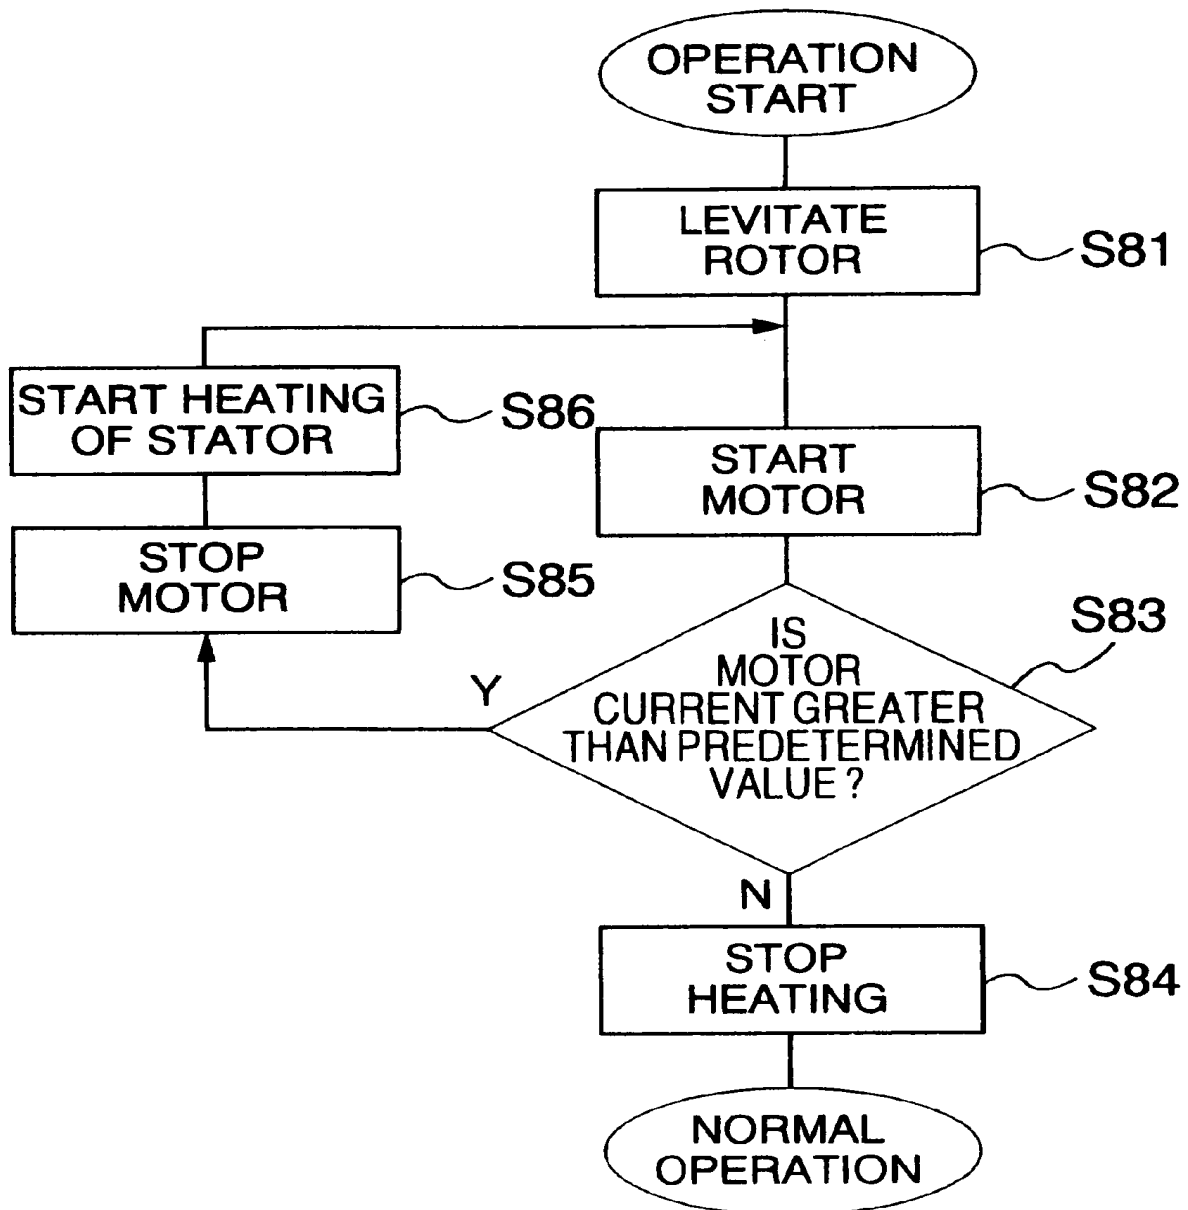 OPERATION
START
LEVITATE
ROTOR
S81
START HEATING
OF STATOR
S86
START
MOTOR
S82
STOP
MOTOR
S85
IS
MOTOR
CURRENT GREATER
THAN PREDETERMINED
VALUE ?
S83
Y
N
STOP
HEATING
S84
NORMAL
OPERATION